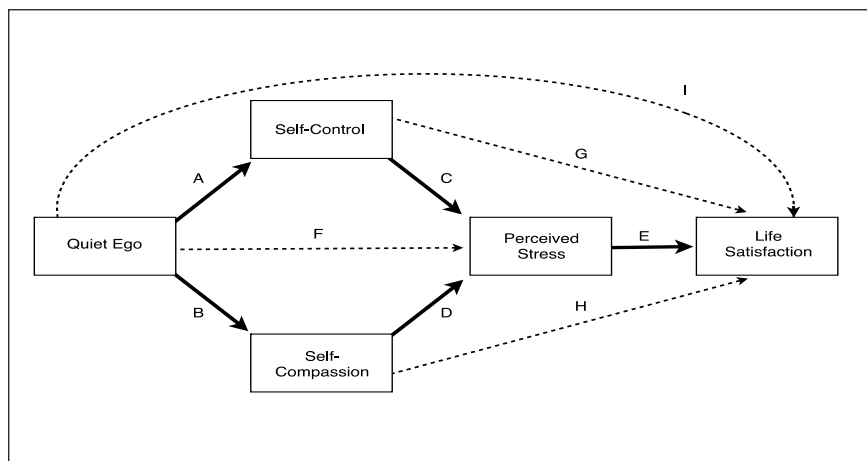 I
Self-Control
G
A
C
Quiet Ego
F
Perceived
Stress
E
Life
Satisfaction
B
D
H
Self-
Compassion